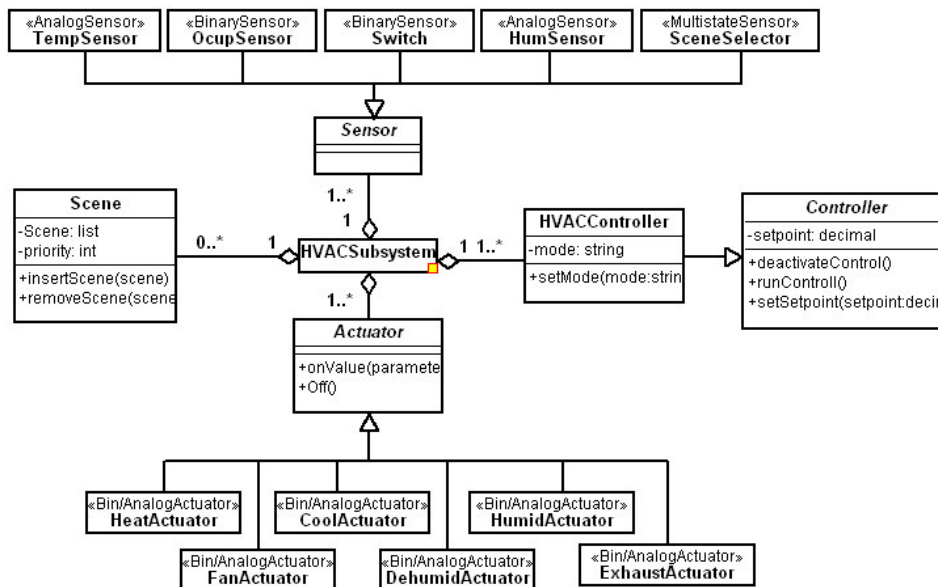 «AnalogSensor»
TempSensor
«BinarySensor»
OcupSensor
«BinarySensor»
Switch
«AnalogSensor»
HumSensor
«MultistateSensor»
SceneSelector
Sensor
1..*
1
Scene
-Scene: list
-priority: int
+insertScene(scene)
+removeScene(scene
0..*
1
HVACSubsystem
1 1..*
HVACController
-mode: string
+setMode(mode:strin
Controller
-setpoint: decimal
+deactivateControl()
+runControll()
+setSetpoint(setpoint:decin
1..*
Actuator
+onValue(paramete
+Off()
«Bin/AnalogActuator»
HeatActuator
«Bin/AnalogActuator»
CoolActuator
«Bin/AnalogActuator»
HumidActuator
«Bin/AnalogActuator»
FanActuator
«Bin/AnalogActuator»
DehumidActuator
«Bin/AnalogActuator»
ExhaustActuator